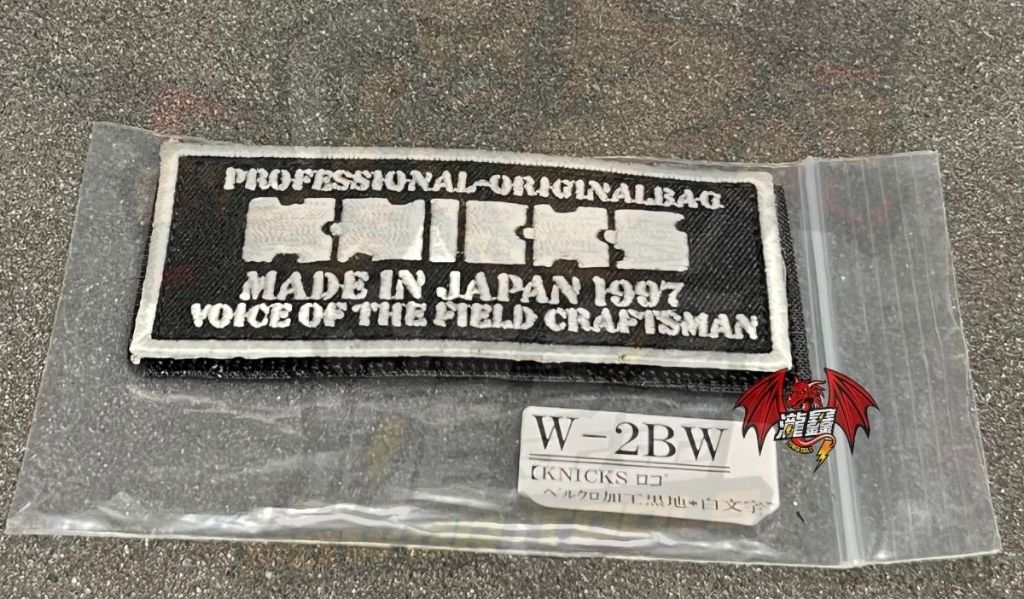 PROFESSIONAL-ORIGINALBAG
KNICKS
MADE IN JAPAN 1997
VOICE OF THE FIELD CRAFTSMAN
W-2BW
【KNICKS ロゴ
ベルクロ加工黒地*白文字